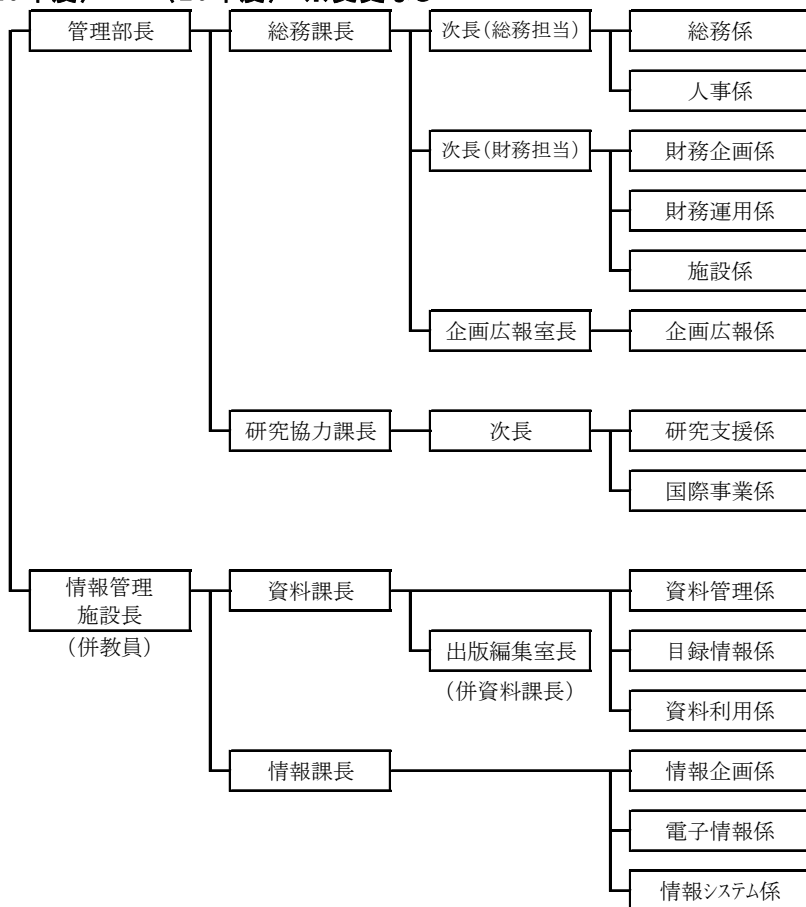 管理部長
総務課長
次長（総務担当）
総務係
人事係
次長（財務担当）
財務企画係
財務運用係
施設係
企画広報室長
企画広報係
研究協力課長
次長
研究支援係
国際事業係
情報管理
施設長
（併教員）
資料課長
資料管理係
出版編集室長
（併資料課長）
目録情報係
資料利用係
情報課長
情報企画係
電子情報係
情報システム係